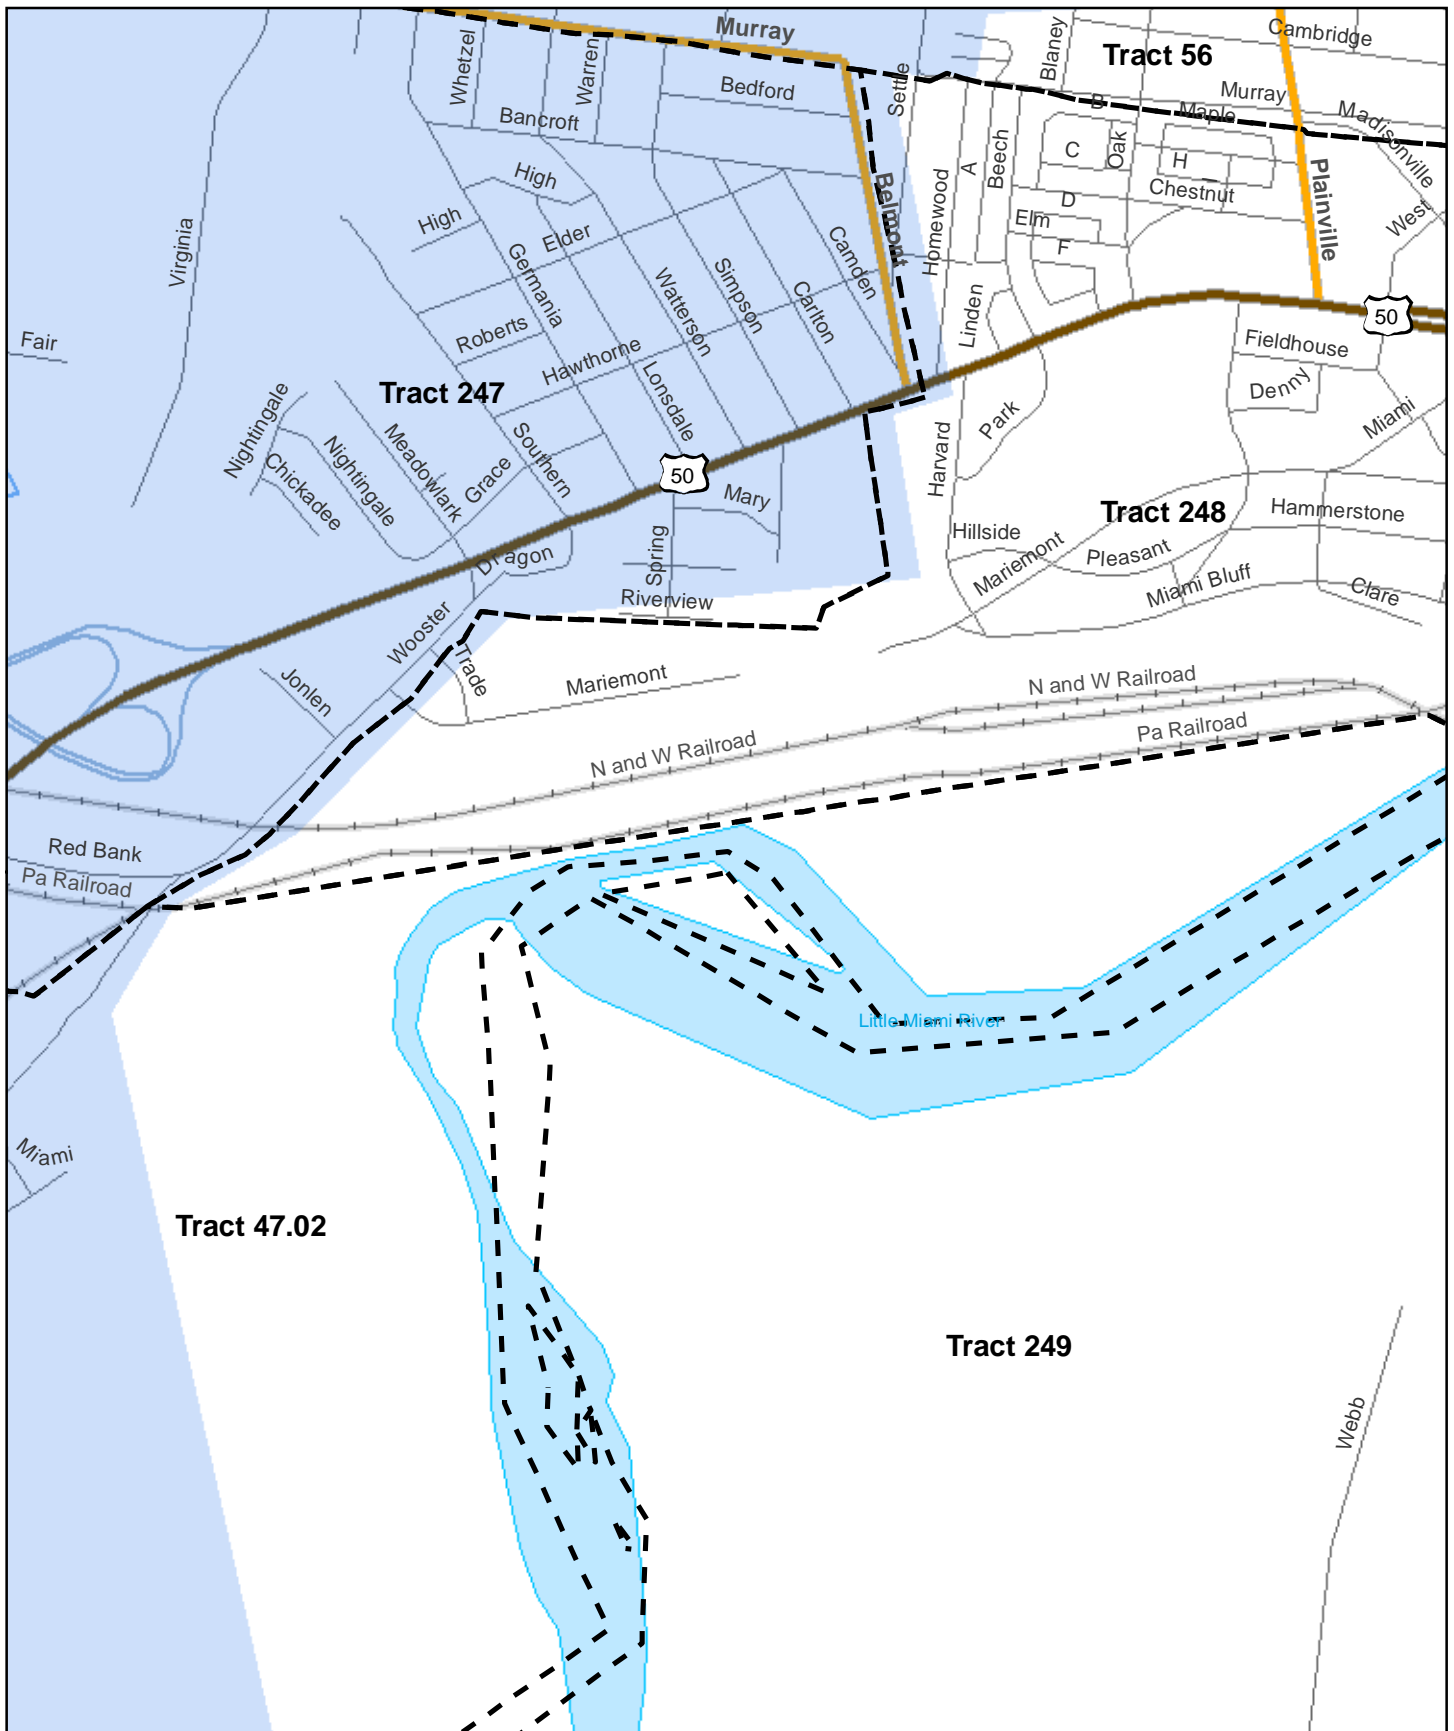 Murray
Tract 56
Cambridge
Whetzel
Warren
Blaney
Settle
Bedford
Bancroft
B
Murray
Maple
Madisonville
C
Oak
H
Beech
A
High
Belmont
Homewood
D
Chestnut
Plainville
West
High
Elder
Elm
F
Virginia
Germania
Watterson
Simpson
Camden
Carlton
Linden
50
Fair
Roberts
Hawthorne
Fieldhouse
Tract 247
Lonsdale
Denny
Nightingale
Park
Miami
Meadowlark
Southern
Nightingale
Chickadee
Grace
50
Harvard
Mary
Tract 248
Hammerstone
Hillside
Dragon
Spring
Mariemont
Pleasant
Miami Bluff
Clare
Riverview
Wooster
Trade
Jonlen
Mariemont
N and W Railroad
Pa Railroad
N and W Railroad
Red Bank
Pa Railroad
Little Miami River
Miami
Tract 47.02
Tract 249
Webb